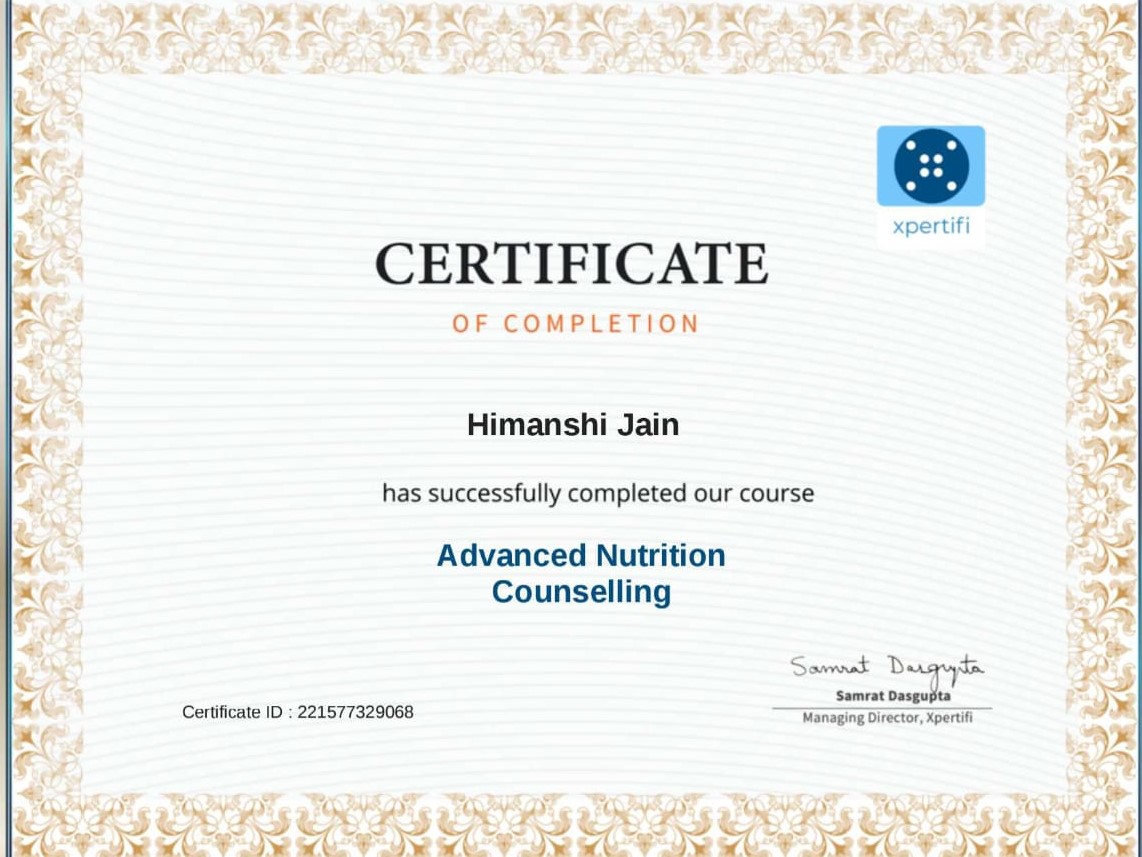 xpertifi
CERTIFICATE
OF COMPLETION
Himanshi Jain
has successfully completed our course
Advanced Nutrition
Counselling
Samrat Dasgupta
Samrat Dasgupta
Managing Director, Xpertifi
Certificate ID : 221577329068